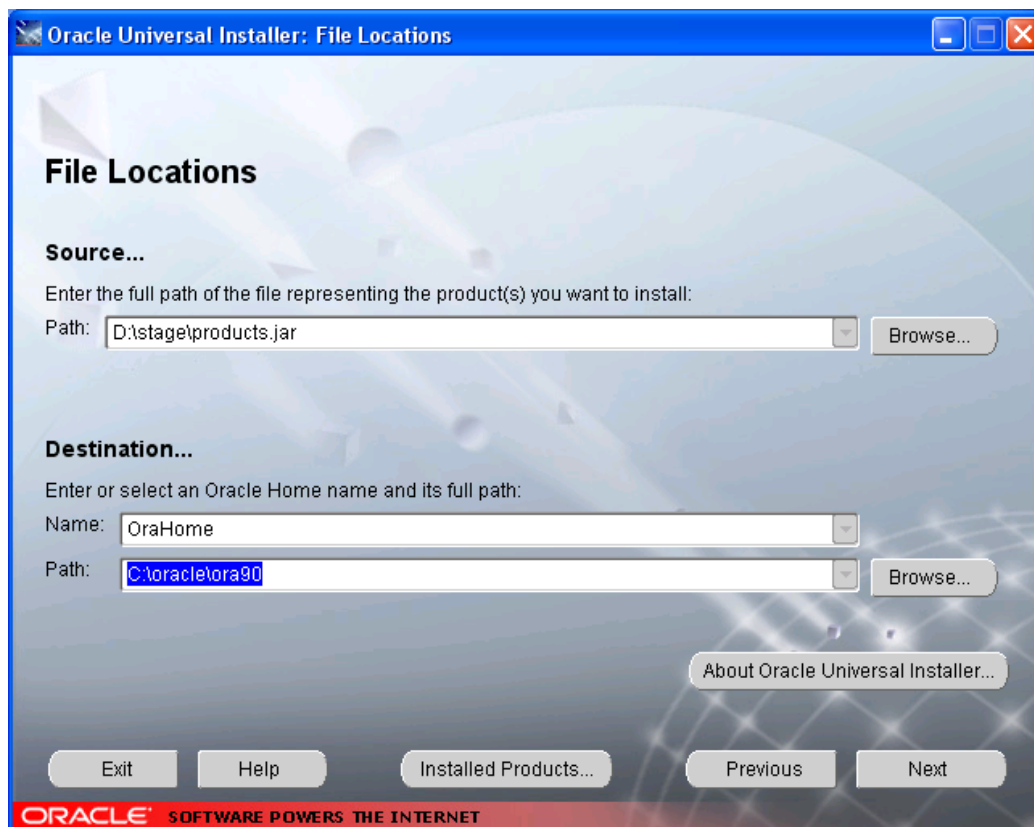 Oracle Universal Installer: File Locations
File Locations
Source...
Enter the full path of the file representing the product(s) you want to install:
Path: D:\stage\products.jar Browse...
Destination...
Enter or select an Oracle Home name and its full path:
Name: OraHome
Path: C:\oracle\ora90 Browse...
About Oracle Universal Installer...
Exit Help Installed Products... Previous Next
ORACLE® SOFTWARE POWERS THE INTERNET